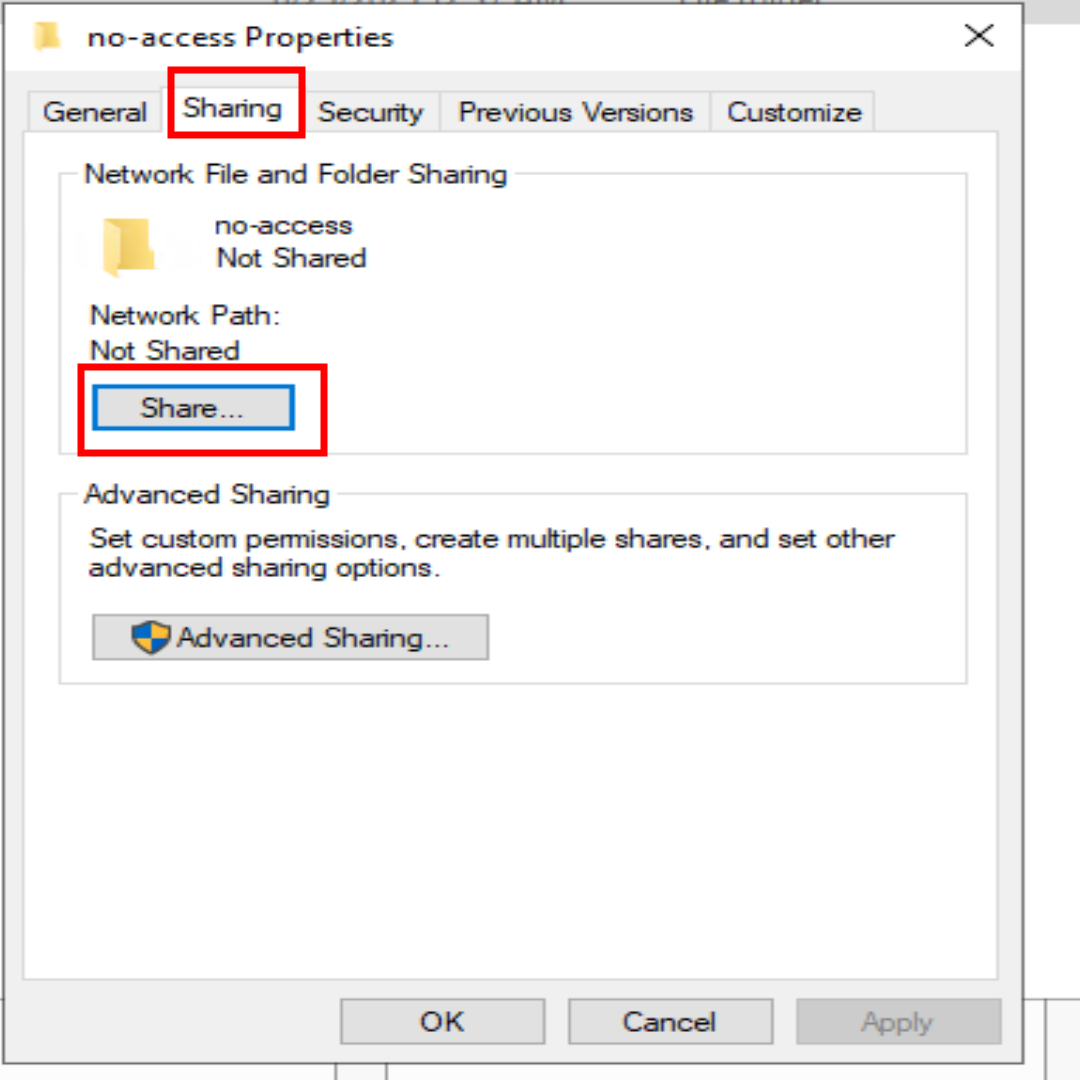 no-access Properties
General Sharing Security Previous Versions Customize
Network File and Folder Sharing
no-access
Not Shared
Network Path:
Not Shared
Share...
Advanced Sharing
Set custom permissions, create multiple shares, and set other
advanced sharing options.
Advanced Sharing...
OK Cancel Apply